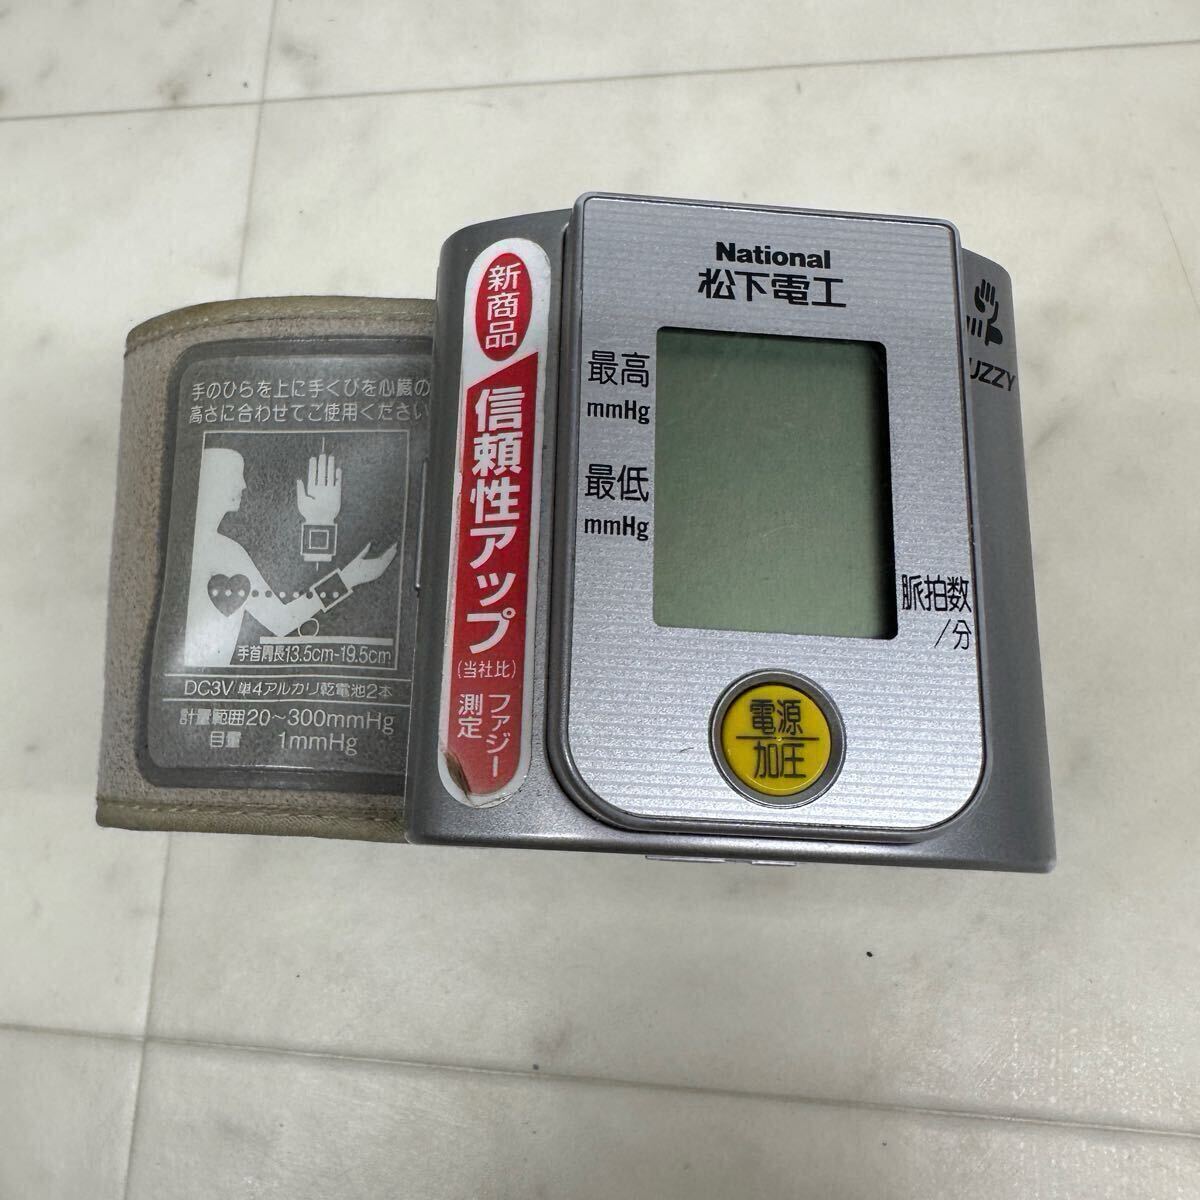 手のひらを上に手くびを心臓の
高さに合わせてご使用ください
手首周長13.5cm-19.5cm
DC3V/単4アルカリ乾電池2本
計量範囲20～300mmHg
目量 1mmHg
新商品
信頼性アップ
(当社比)
ファジー
測定
National
松下電工
最高
mmHg
最低
mmHg
脈拍数
/分
電源
加圧
UZZY